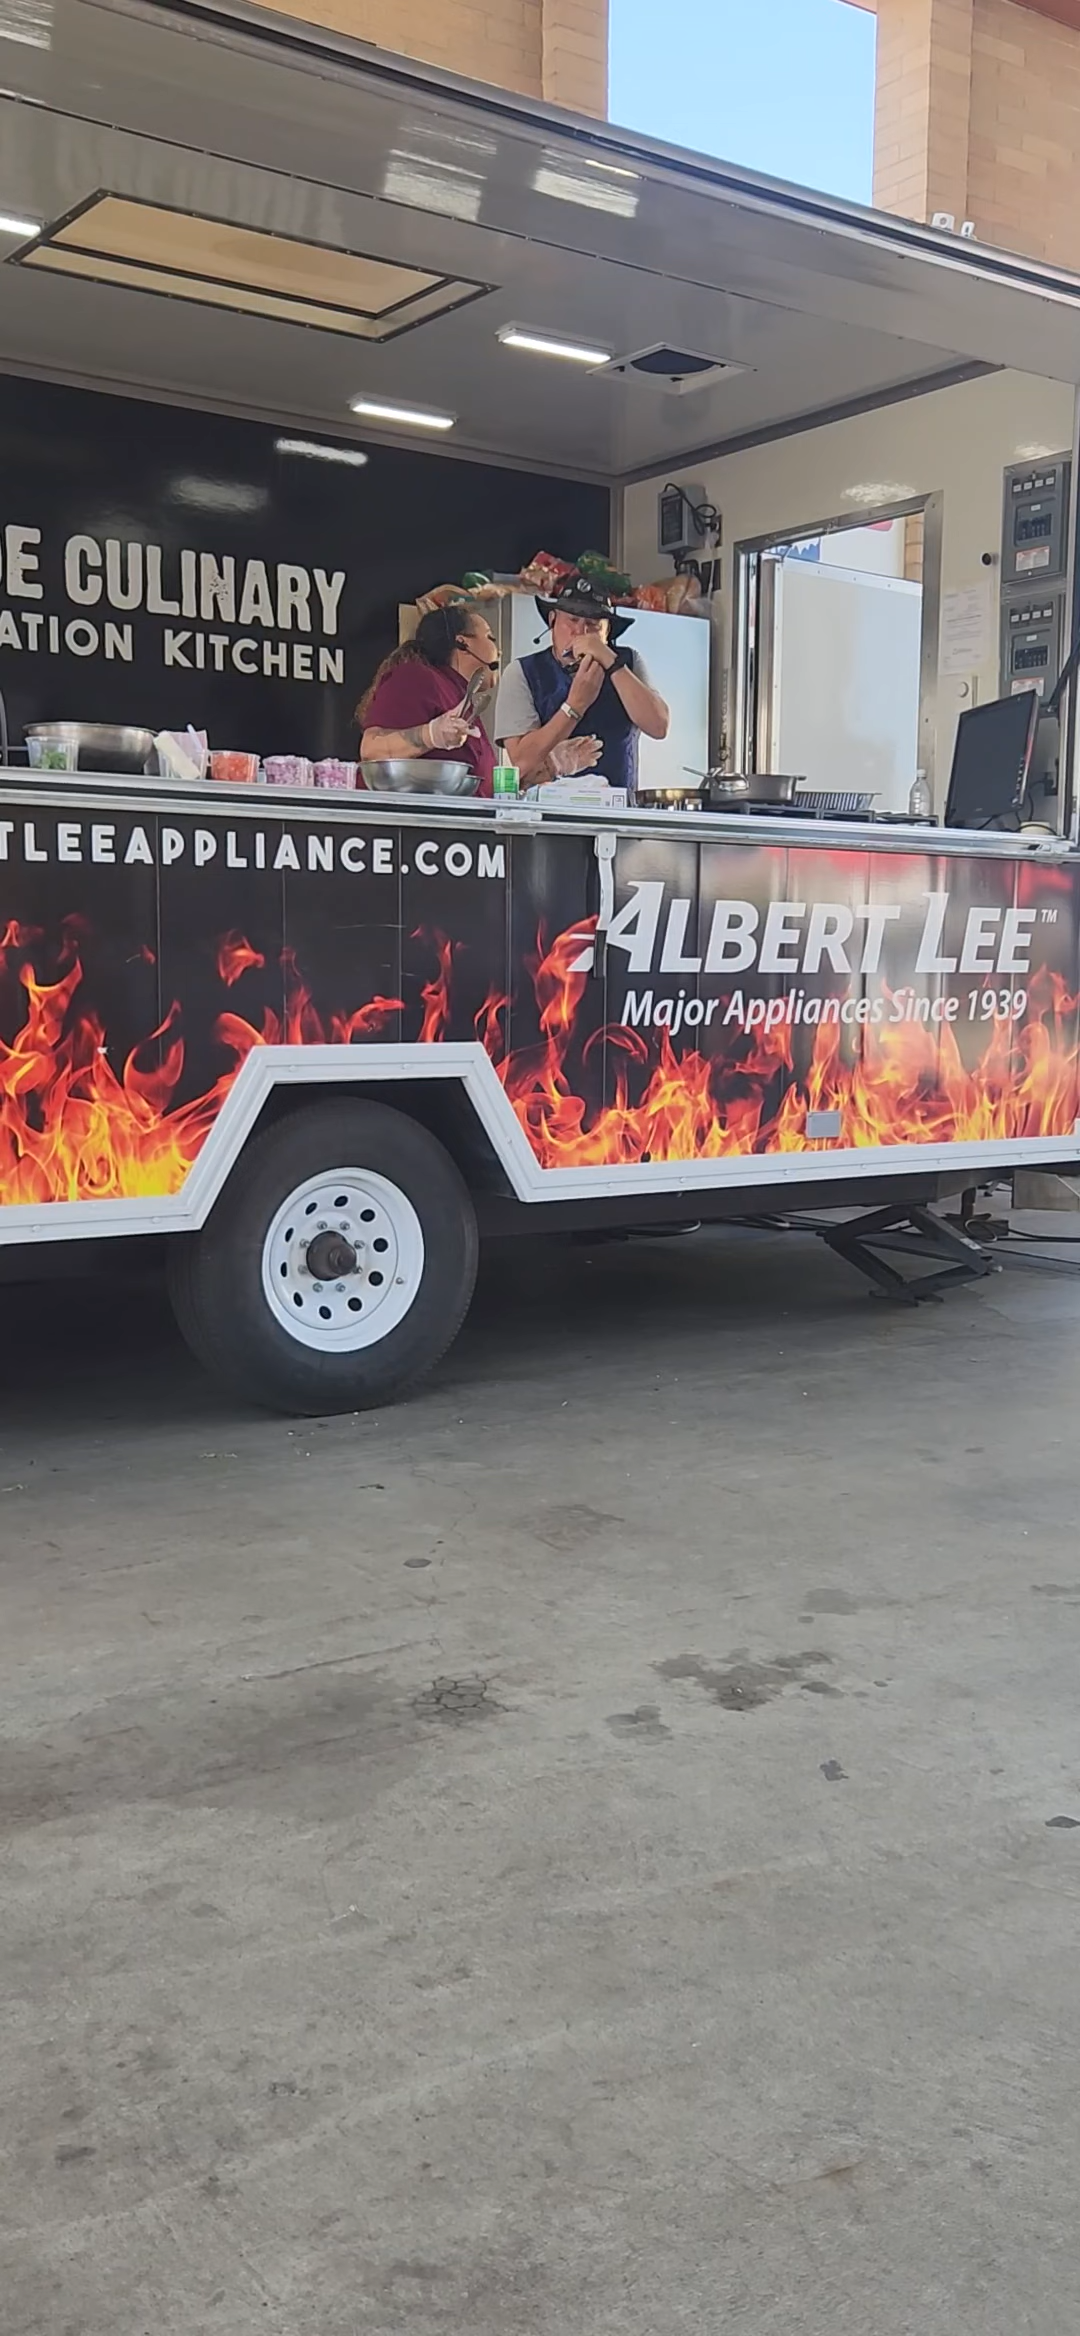 DE CULINARY
ATION KITCHEN
TLEEAPPLIANCE.COM
ALBERT LEE™
Major Appliances Since 1939